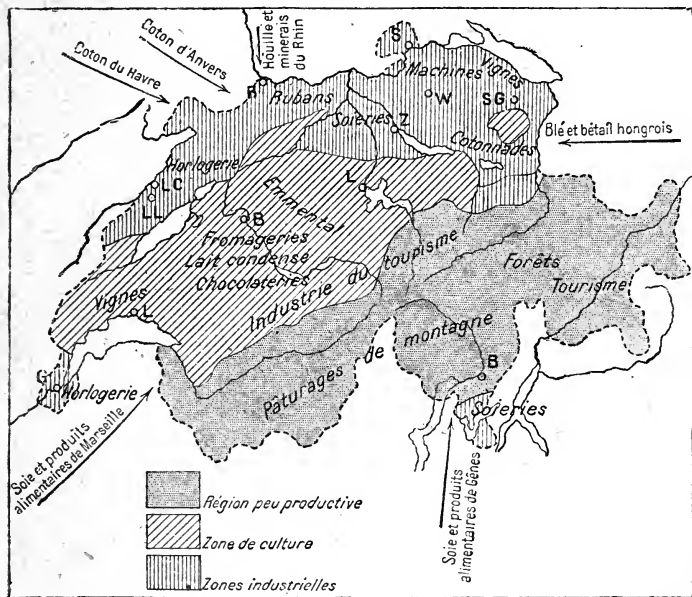 Coton du Havre
Coton d'Anvers
Houille et
minerais
du Rhin
S
Machines
Vignes
R
Rubans
W
SG
Soieries
Z
Cotonnades
Blé et bétail hongrois
Horlogerie
LC
LL
Emmental
L
B
Fromageries
Lait condense
Chocolateries
Industrie du tourisme
Forêts
Tourisme
Vignes
L
G
Horlogerie
Pâturages de montagne
B
Soieries
Soie et produits
alimentaires de Marseille
Soie et produits
alimentaires de Gênes
Région peu productive
Zone de culture
Zones industrielles